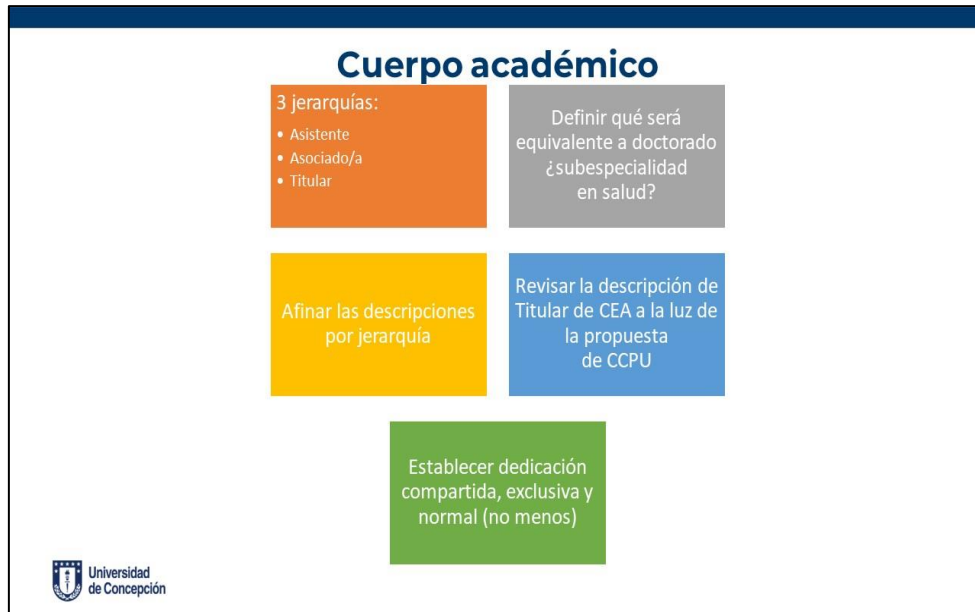 Cuerpo académico
3 jerarquías:
• Asistente
• Asociado/a
• Titular
Definir qué será
equivalente a doctorado
¿subespecialidad
en salud?
Afinar las descripciones
por jerarquía
Revisar la descripción de
Titular de CEA a la luz de
la propuesta
de CCPU
Establecer dedicación
compartida, exclusiva y
normal (no menos)
Universidad
de Concepción